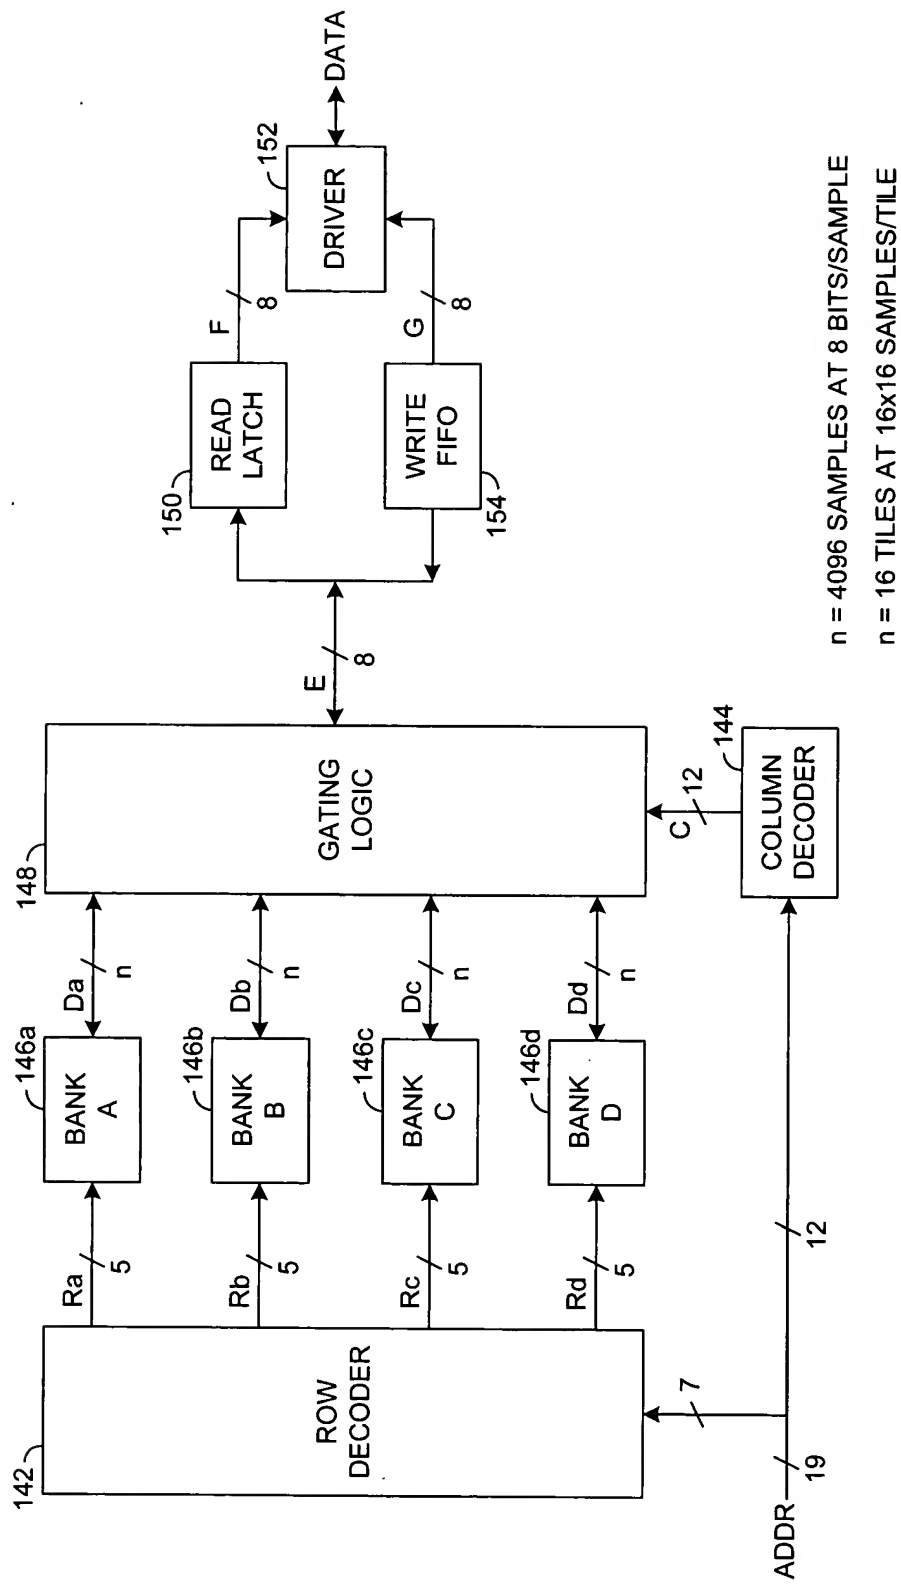 142
ROW
DECODER
ADDR
19
7
12
Ra
5
Rb
5
Rc
5
Rd
5
146a
BANK
A
146b
BANK
B
146c
BANK
C
146d
BANK
D
Da
n
Db
n
Dc
n
Dd
n
148
GATING
LOGIC
C
12
144
COLUMN
DECODER
E
8
150
READ
LATCH
WRITE
FIFO
154
F
8
G
8
152
DRIVER
DATA
n = 4096 SAMPLES AT 8 BITS/SAMPLE
n = 16 TILES AT 16x16 SAMPLES/TILE